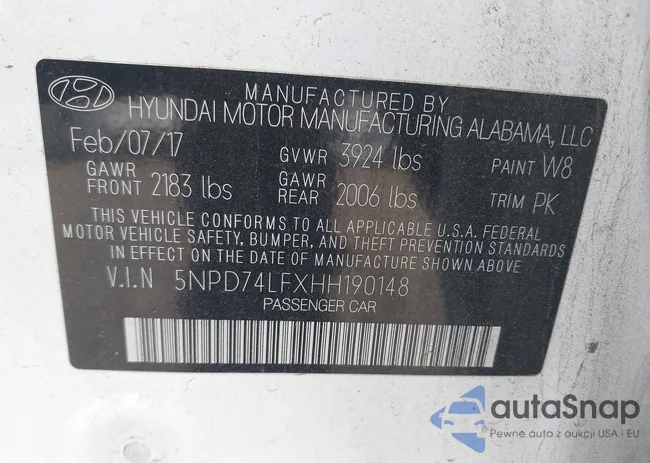 MANUFACTURED BY
HYUNDAI MOTOR MANUFACTURING ALABAMA, LLC
Feb/07/17 GVWR 3924 lbs PAINT W8
GAWR FRONT 2183 lbs GAWR REAR 2006 lbs TRIM PK
THIS VEHICLE CONFORMS TO ALL APPLICABLE U.S.A. FEDERAL
MOTOR VEHICLE SAFETY, BUMPER, AND THEFT PREVENTION STANDARDS
IN EFFECT ON THE DATE OF MANUFACTURE SHOWN ABOVE.
V.I.N 5NPD74LFXHH190148
PASSENGER CAR
autaSnap
Pewne auta z aukcji USA i EU